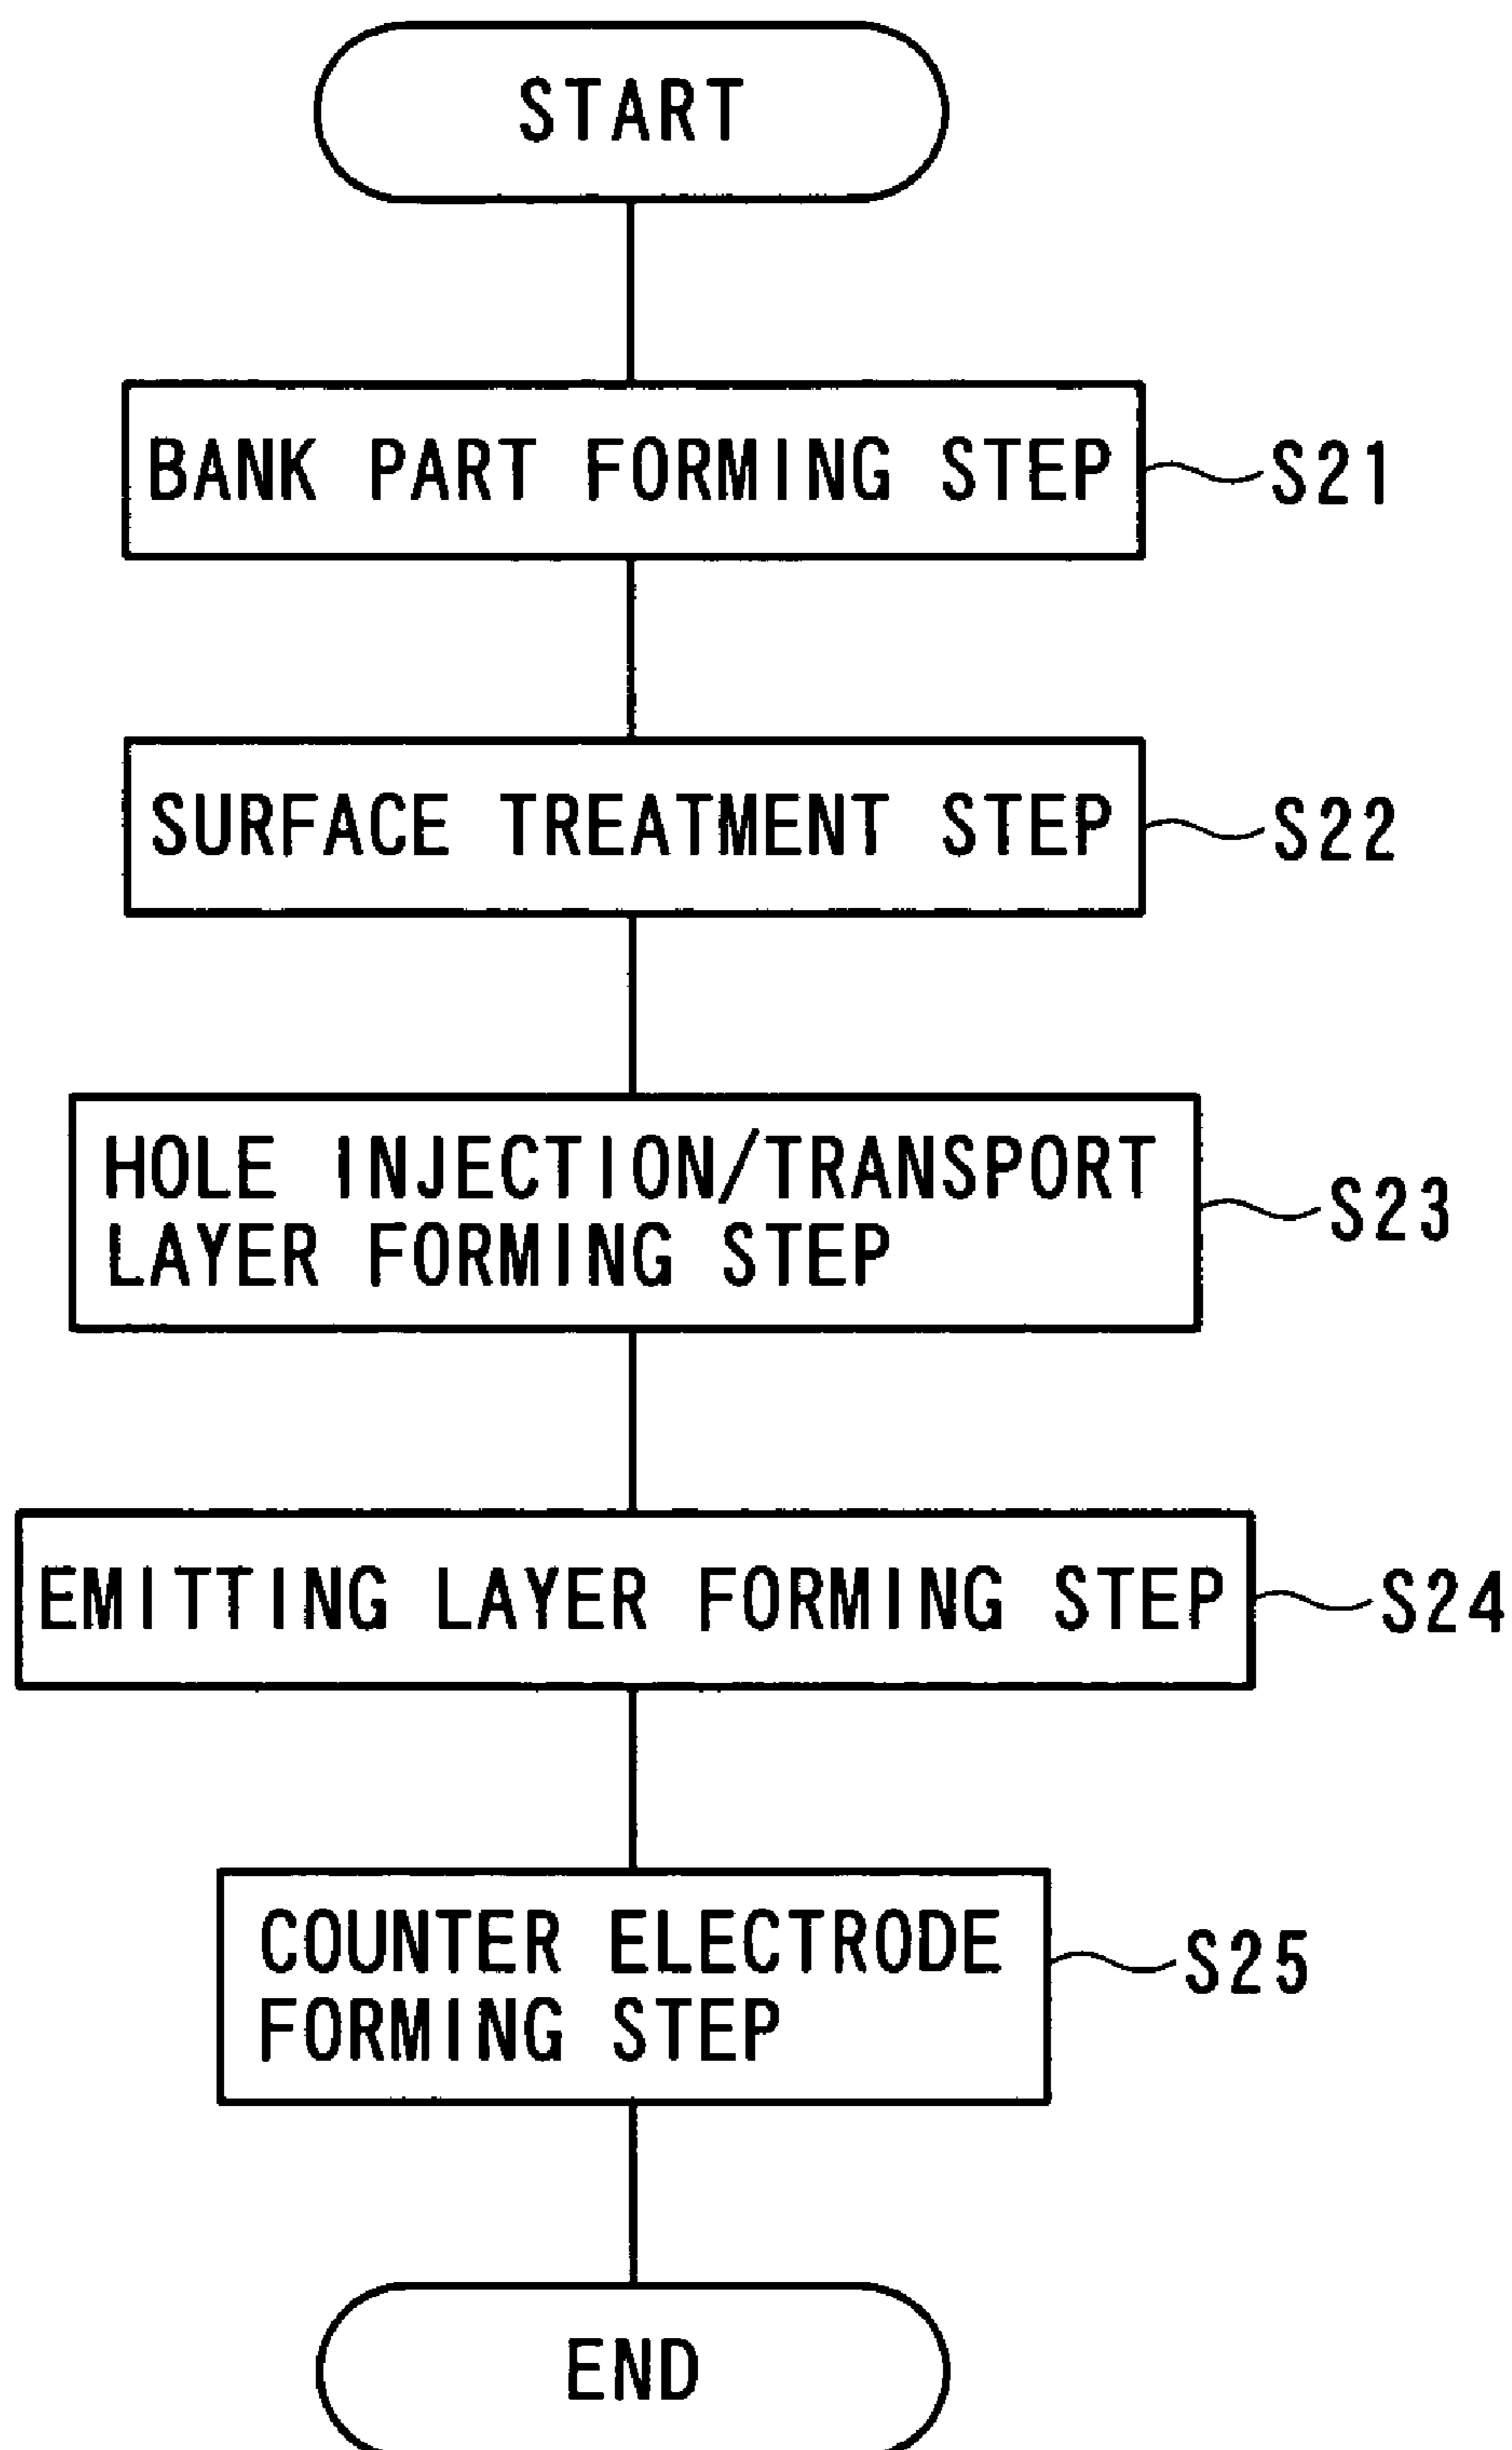 START
BANK PART FORMING STEP
S21
SURFACE TREATMENT STEP
S22
HOLE INJECTION/TRANSPORT
LAYER FORMING STEP
S23
EMITTING LAYER FORMING STEP
S24
COUNTER ELECTRODE
FORMING STEP
S25
END